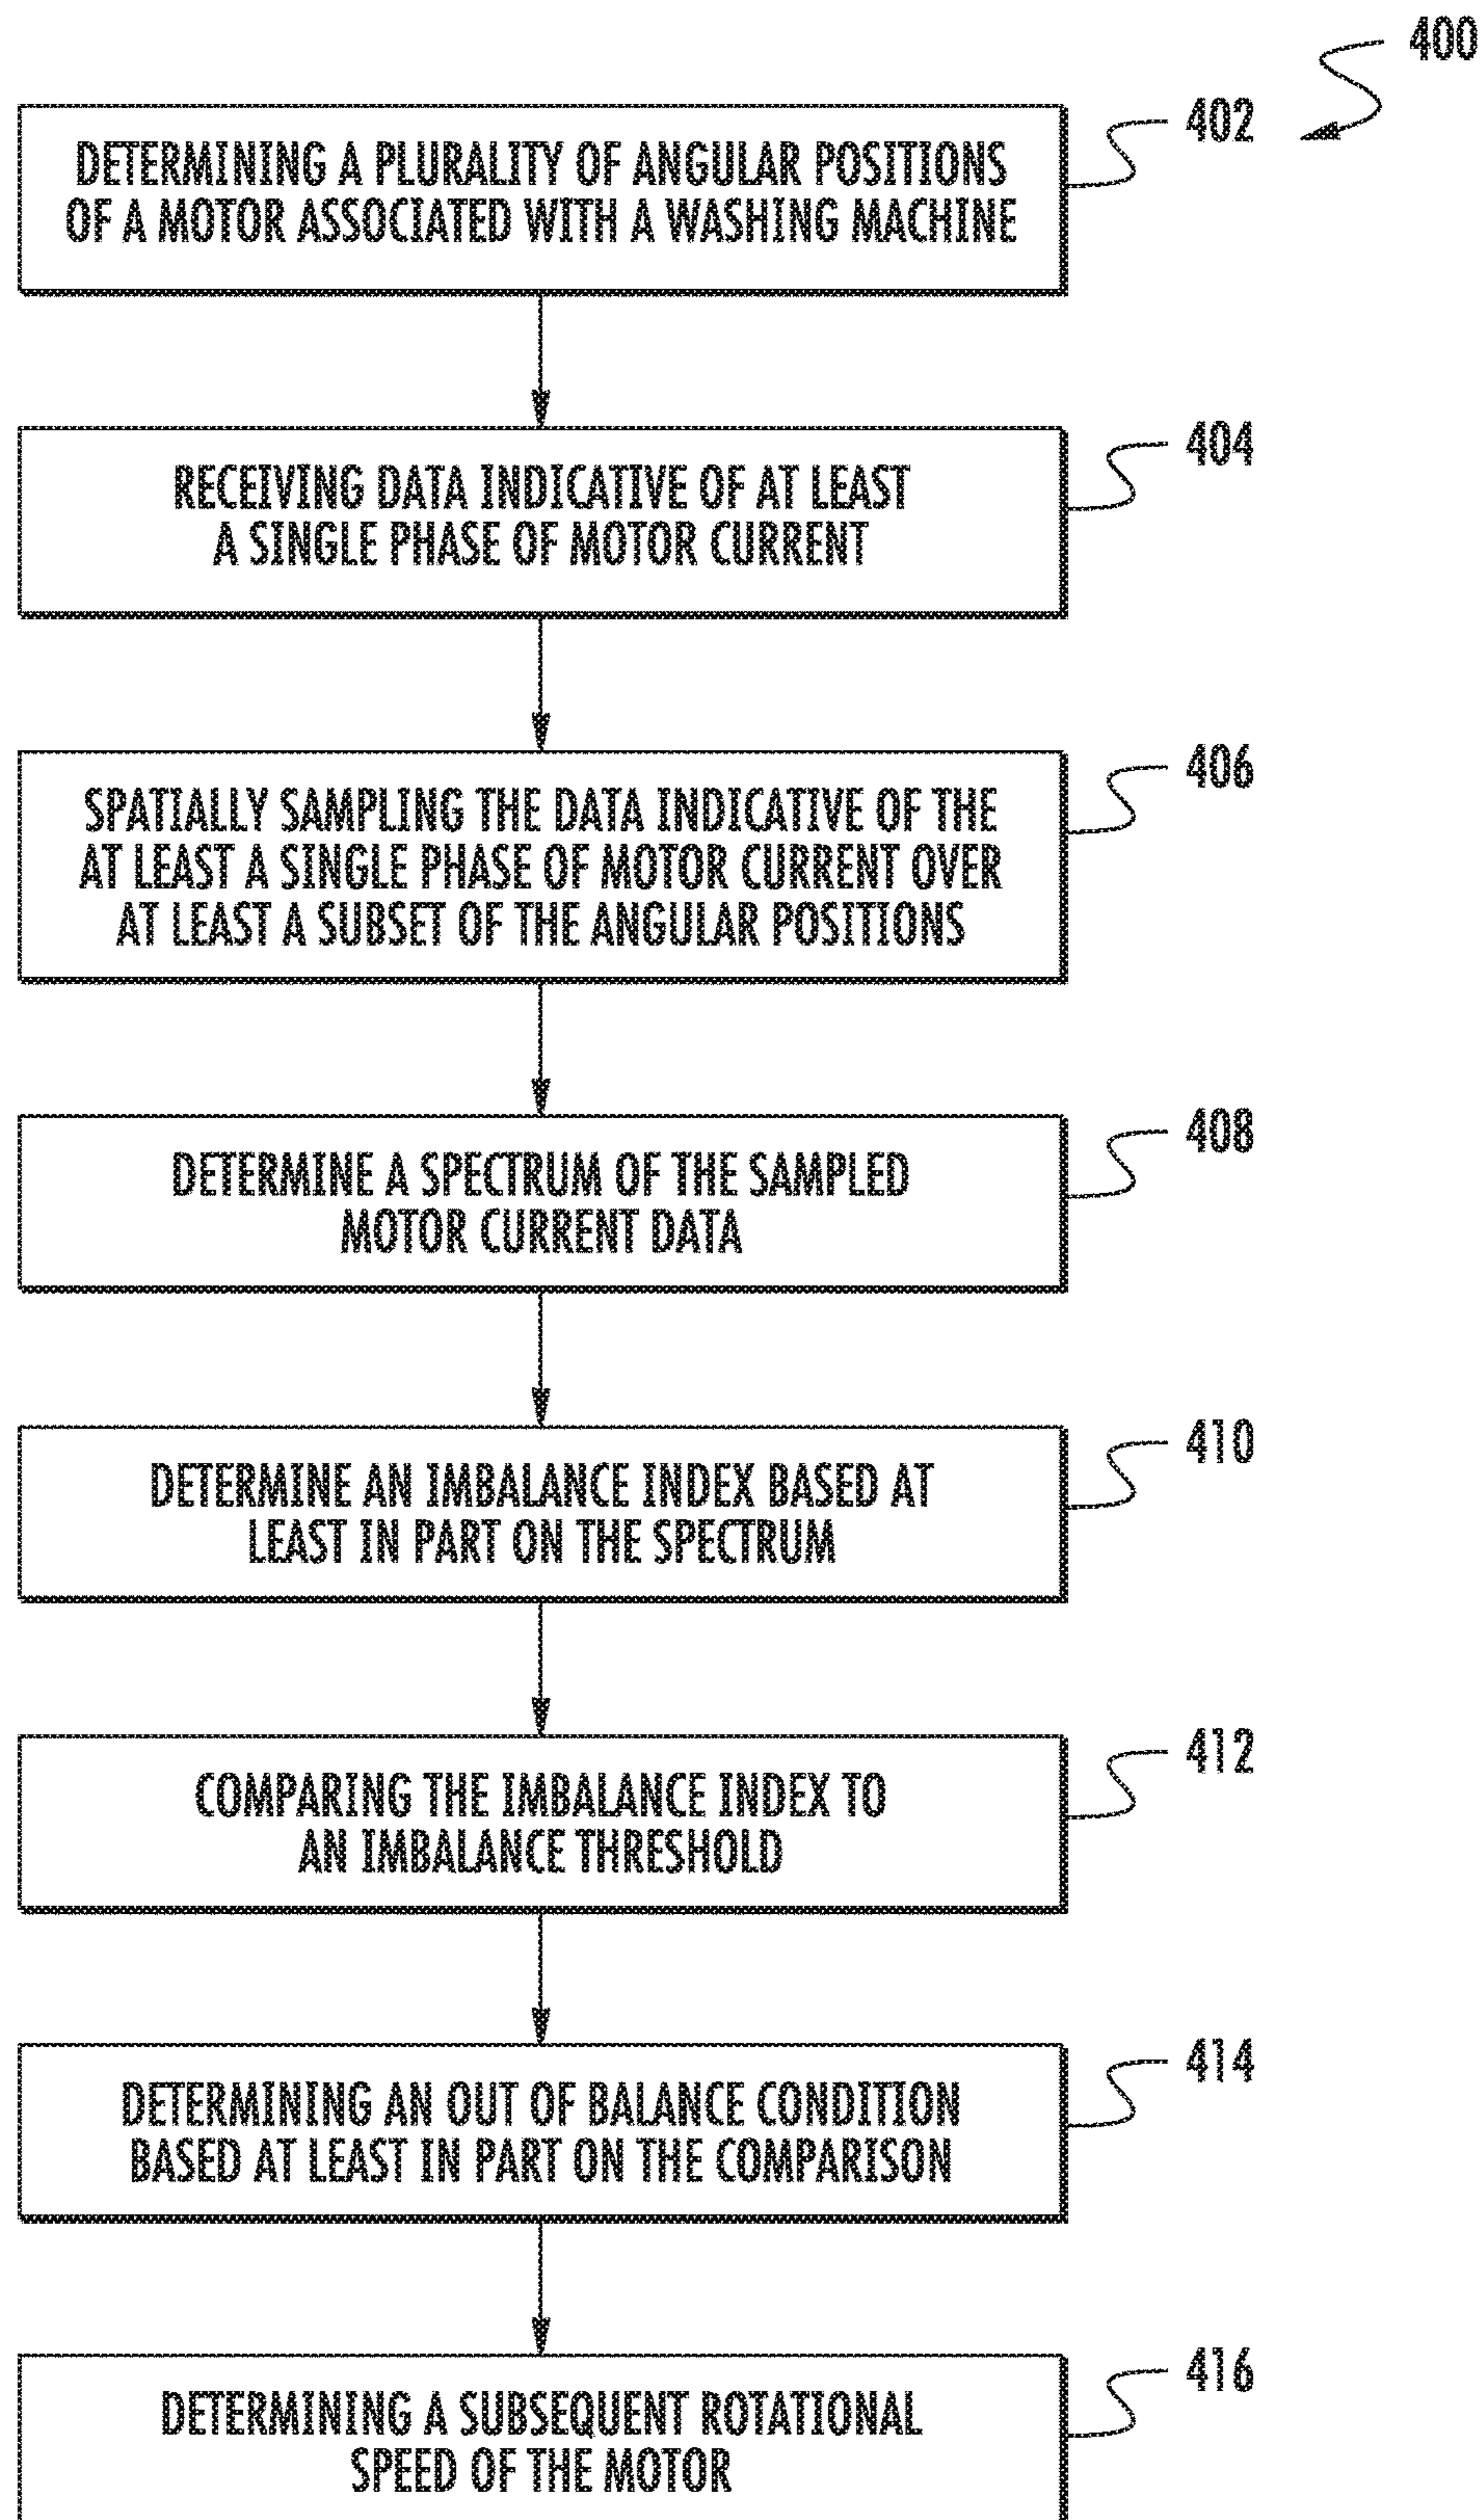 400
402
DETERMINING A PLURALITY OF ANGULAR POSITIONS
OF A MOTOR ASSOCIATED WITH A WASHING MACHINE
404
RECEIVING DATA INDICATIVE OF AT LEAST
A SINGLE PHASE OF MOTOR CURRENT
406
SPATIALLY SAMPLING THE DATA INDICATIVE OF THE
AT LEAST A SINGLE PHASE OF MOTOR CURRENT OVER
AT LEAST A SUBSET OF THE ANGULAR POSITIONS
408
DETERMINE A SPECTRUM OF THE SAMPLED
MOTOR CURRENT DATA
410
DETERMINE AN IMBALANCE INDEX BASED AT
LEAST IN PART ON THE SPECTRUM
412
COMPARING THE IMBALANCE INDEX TO
AN IMBALANCE THRESHOLD
414
DETERMINING AN OUT OF BALANCE CONDITION
BASED AT LEAST IN PART ON THE COMPARISON
416
DETERMINING A SUBSEQUENT ROTATIONAL
SPEED OF THE MOTOR